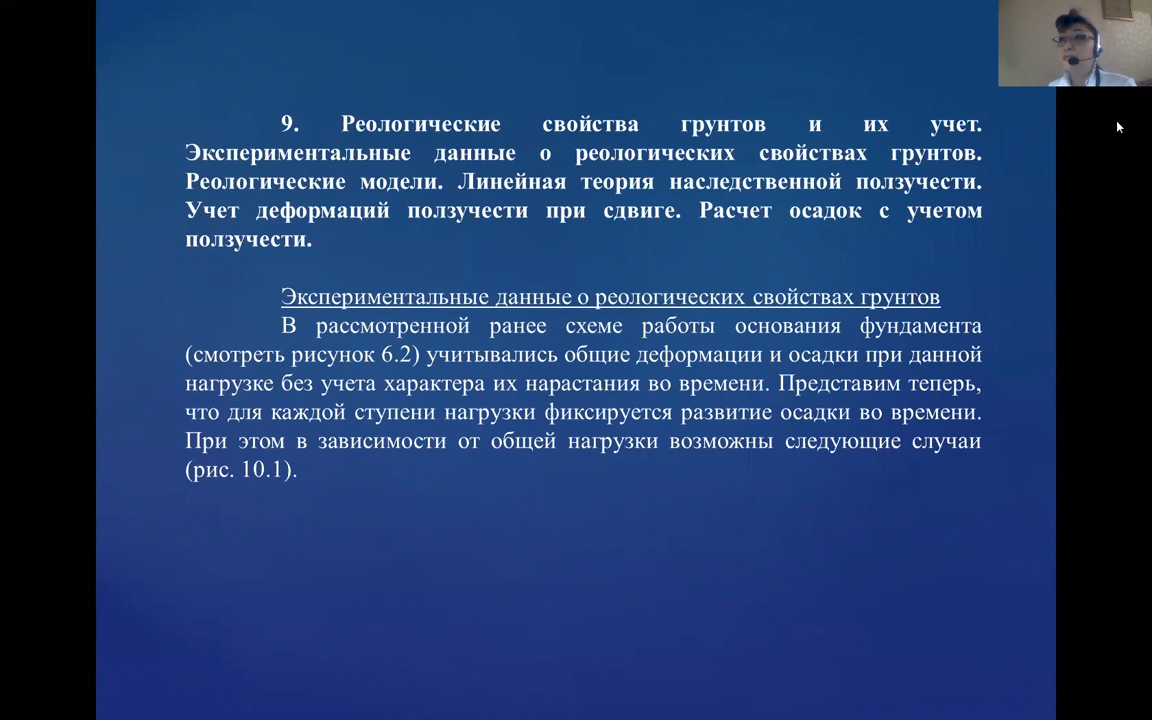 9. Реологические свойства грунтов и их учет.
Экспериментальные данные о реологических свойствах грунтов.
Реологические модели. Линейная теория наследственной ползучести.
Учет деформаций ползучести при сдвиге. Расчет осадок с учетом
ползучести.
Экспериментальные данные о реологических свойствах грунтов
В рассмотренной ранее схеме работы основания фундамента
(смотреть рисунок 6.2) учитывались общие деформации и осадки при данной
нагрузке без учета характера их нарастания во времени. Представим теперь,
что для каждой ступени нагрузки фиксируется развитие осадки во времени.
При этом в зависимости от общей нагрузки возможны следующие случаи
(рис. 10.1).